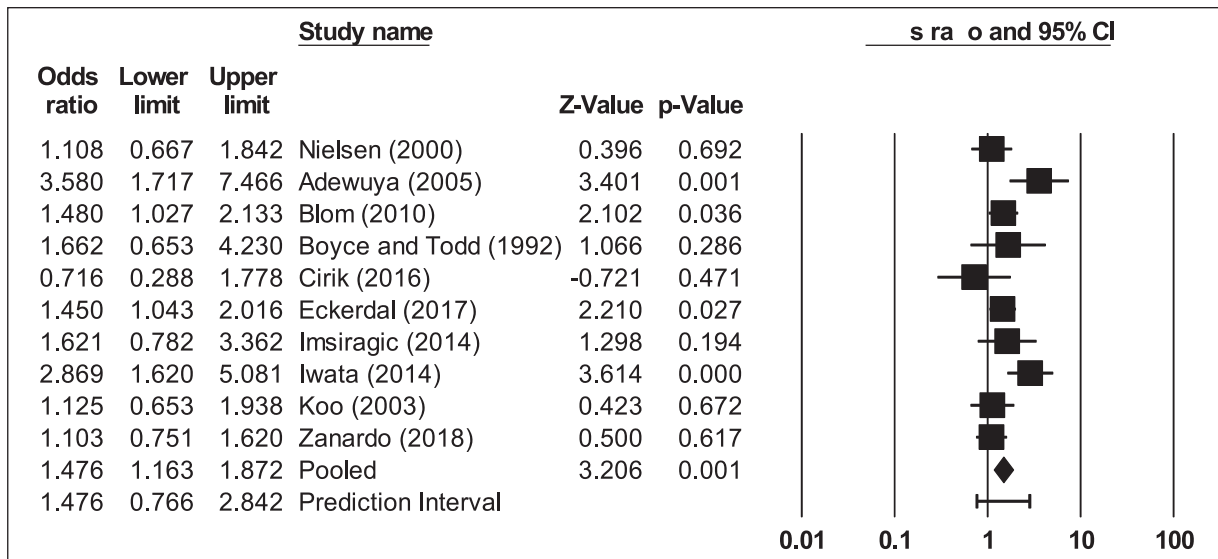 Study name s ra o and 95% CI
Odds ratio Lower limit Upper limit Z-Value p-Value
1.108 0.667 1.842 Nielsen (2000) 0.396 0.692
3.580 1.717 7.466 Adewuya (2005) 3.401 0.001
1.480 1.027 2.133 Blom (2010) 2.102 0.036
1.662 0.653 4.230 Boyce and Todd (1992) 1.066 0.286
0.716 0.288 1.778 Cirik (2016) -0.721 0.471
1.450 1.043 2.016 Eckerdal (2017) 2.210 0.027
1.621 0.782 3.362 Imsiragic (2014) 1.298 0.194
2.869 1.620 5.081 Iwata (2014) 3.614 0.000
1.125 0.653 1.938 Koo (2003) 0.423 0.672
1.103 0.751 1.620 Zanardo (2018) 0.500 0.617
1.476 1.163 1.872 Pooled 3.206 0.001
1.476 0.766 2.842 Prediction Interval
0.01 0.1 1 10 100